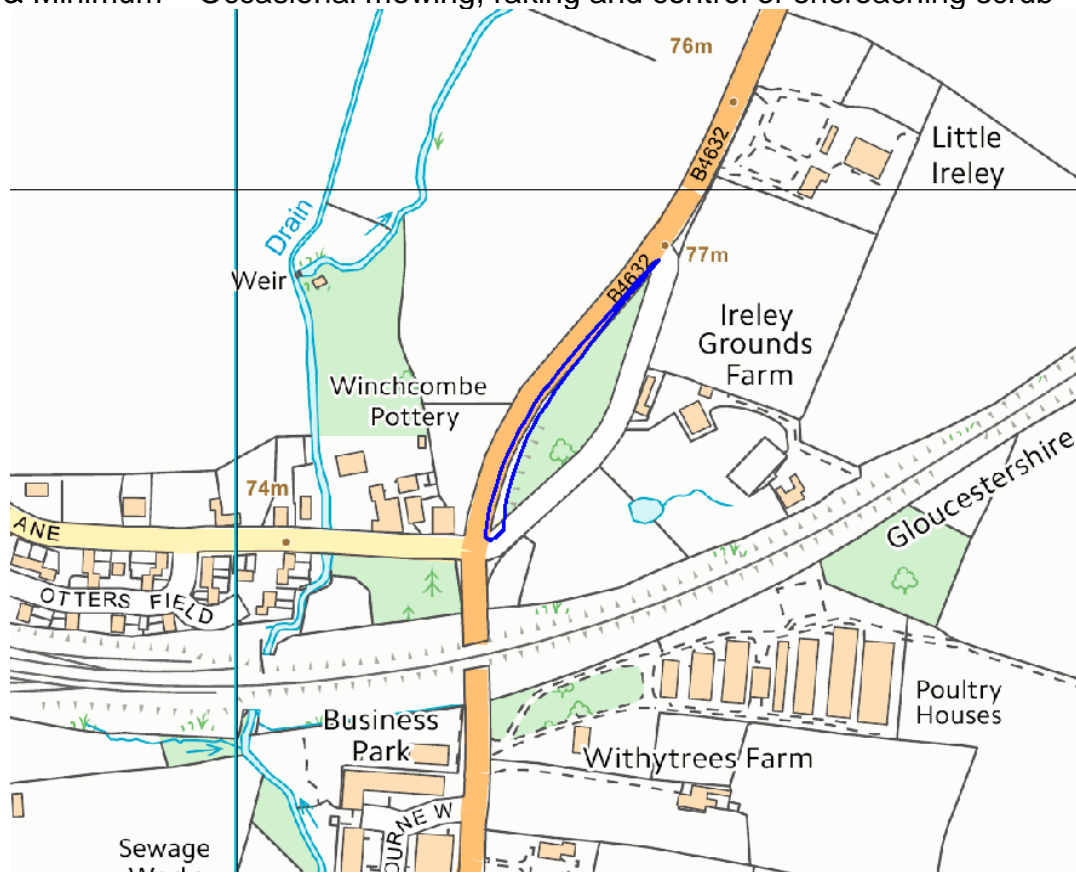 & Minimum – Occasional mowing, raking and control of encroaching scrub
76m
B4632
Little
Ireley
Drain
Weir
B4632
77m
Ireley
Grounds
Farm
Winchcombe
Pottery
74m
ANE
Gloucestershire
OTTERS FIELD
Poultry
Houses
Business
Park
Withytrees Farm
OURNE W
Sewage